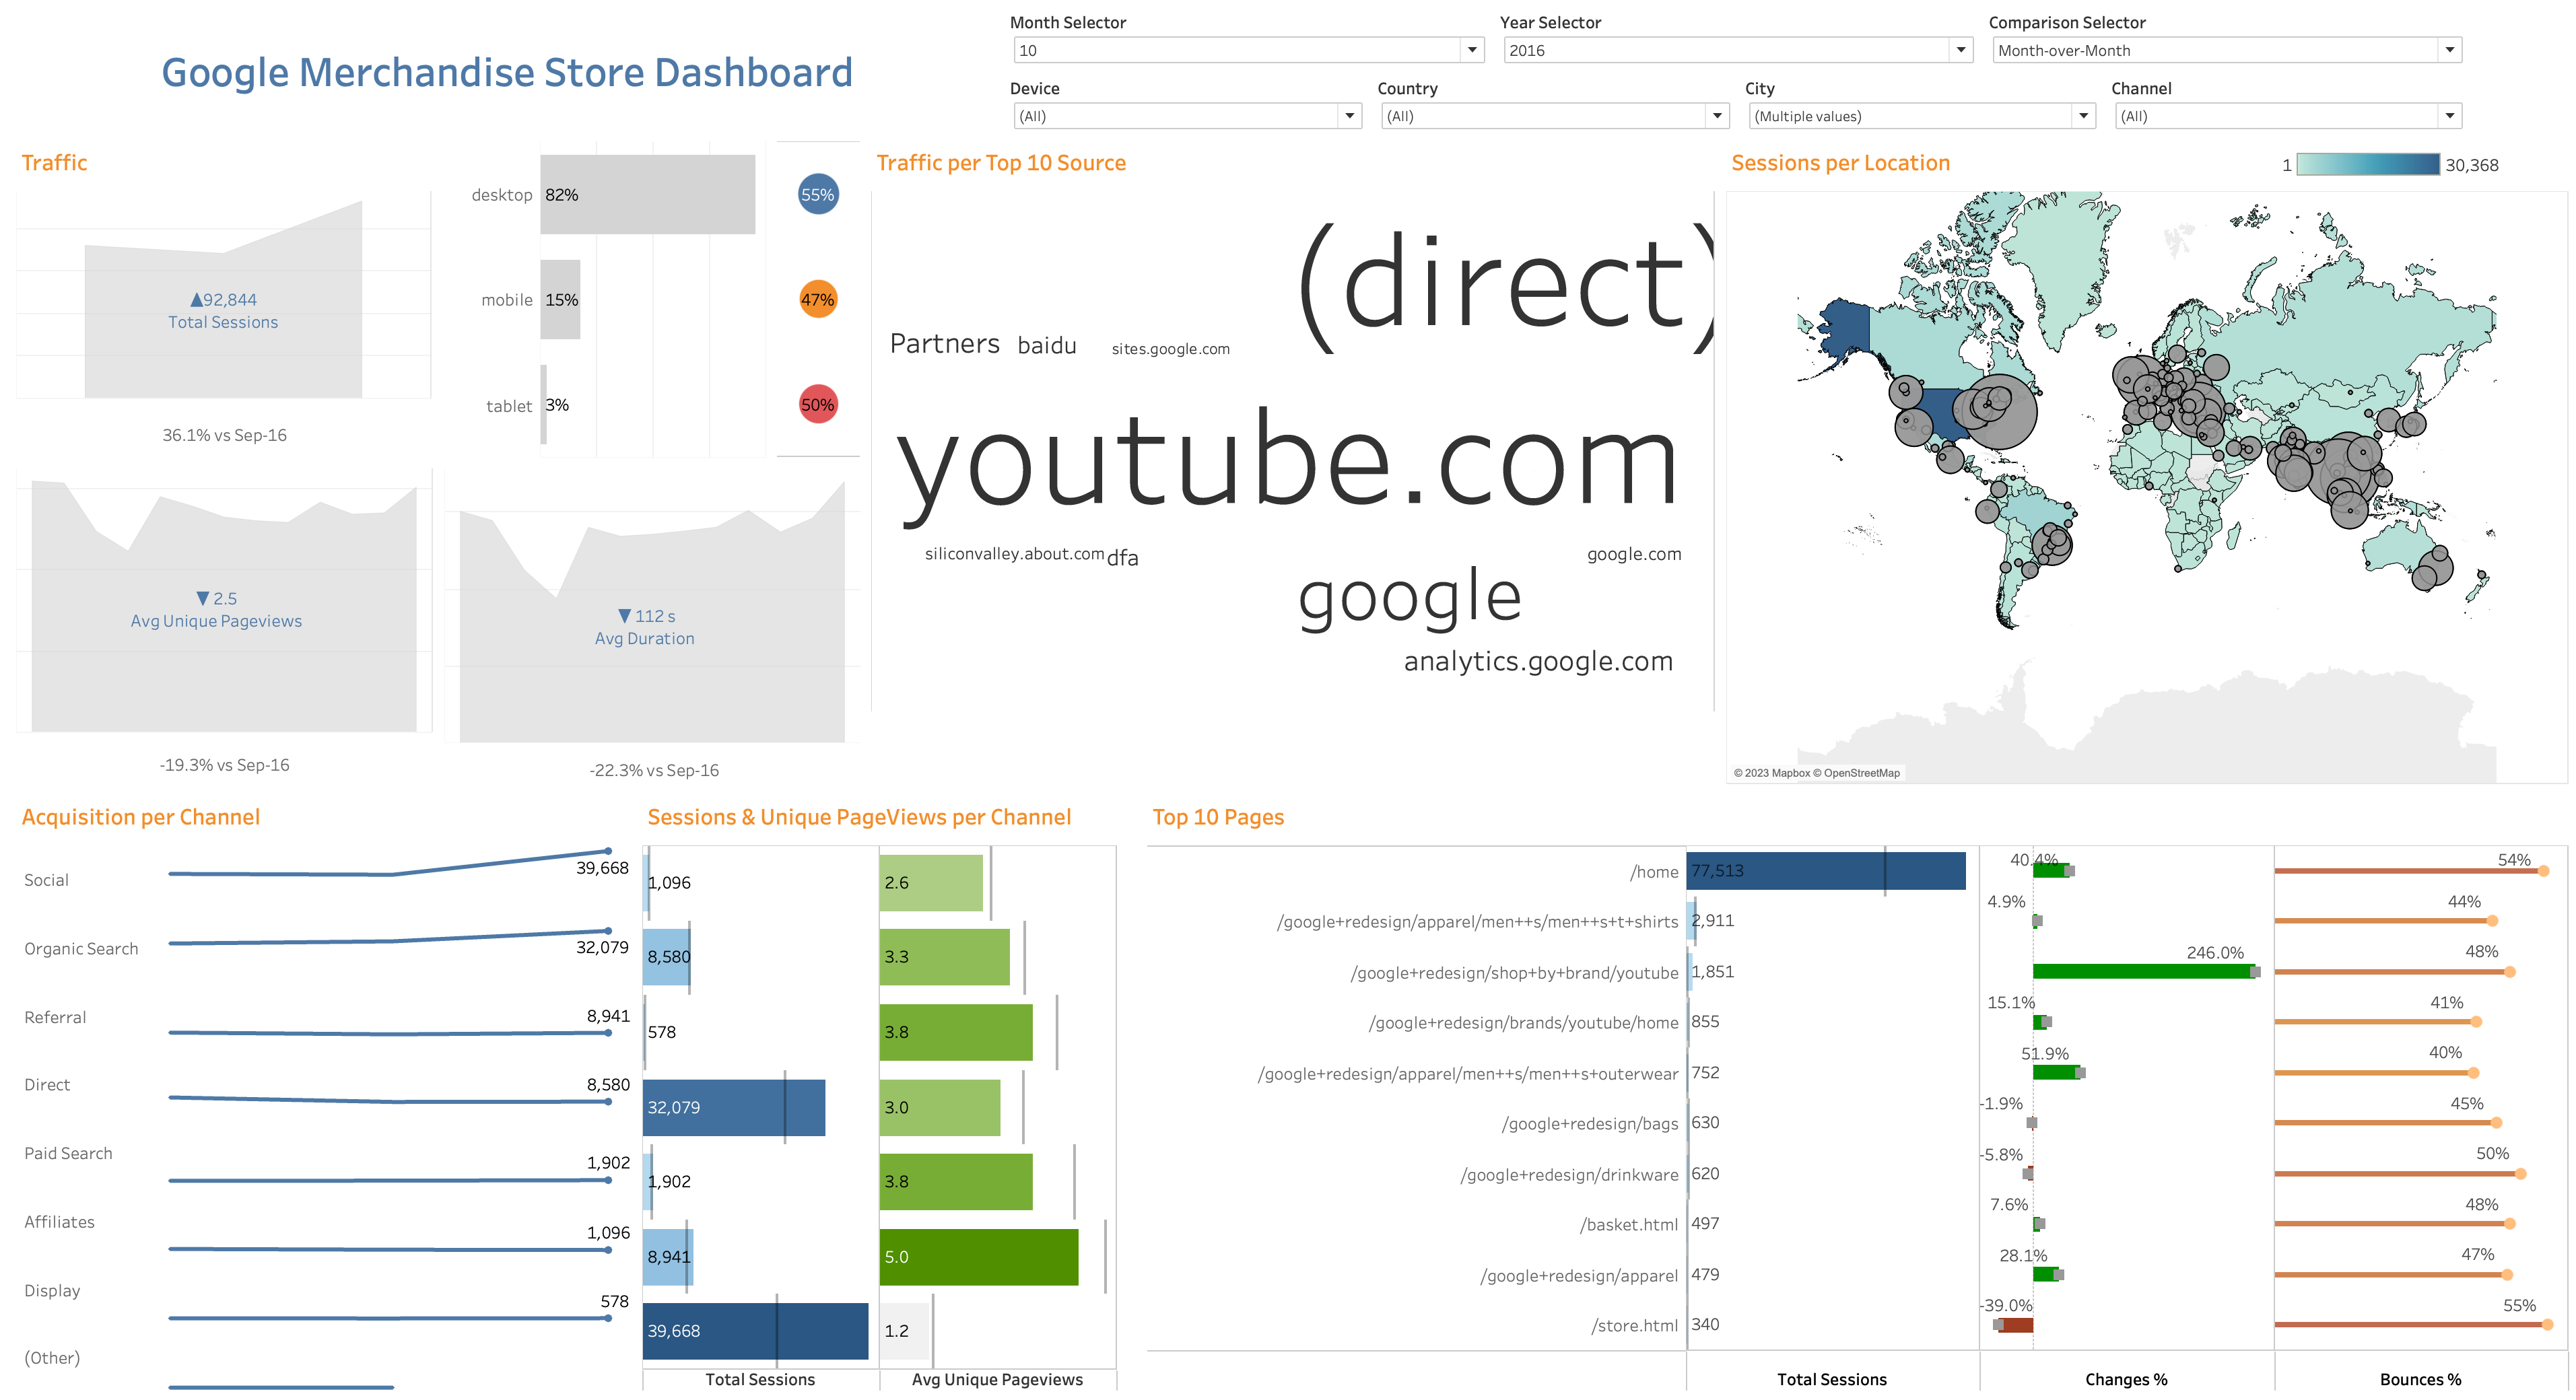 Google Merchandise Store Dashboard
Month Selector
10
Year Selector
2016
Comparison Selector
Month-over-Month
Device
(All)
Country
(All)
City
(Multiple values)
Channel
(All)
Traffic
▲92,844
Total Sessions
36.1% vs Sep-16
desktop 82% 55%
mobile 15% 47%
tablet 3% 50%
▼ 2.5
Avg Unique Pageviews
-19.3% vs Sep-16
▼ 112 s
Avg Duration
-22.3% vs Sep-16
Traffic per Top 10 Source
(direct)
Partners baidu sites.google.com
youtube.com
siliconvalley.about.com dfa google.com
google
analytics.google.com
Sessions per Location
1 30,368
© 2023 Mapbox © OpenStreetMap
Acquisition per Channel
Social 39,668
Organic Search 32,079
Referral 8,941
Direct 8,580
Paid Search 1,902
Affiliates 1,096
Display 578
(Other)
Sessions & Unique PageViews per Channel
1,096 2.6
8,580 3.3
578 3.8
32,079 3.0
1,902 3.8
8,941 5.0
39,668 1.2
Total Sessions Avg Unique Pageviews
Top 10 Pages
/home 77,513 40.4% 54%
/google+redesign/apparel/men++s/men++s+t+shirts 2,911 4.9% 44%
/google+redesign/shop+by+brand/youtube 1,851 246.0% 48%
/google+redesign/brands/youtube/home 855 15.1% 41%
/google+redesign/apparel/men++s/men++s+outerwear 752 51.9% 40%
/google+redesign/bags 630 -1.9% 45%
/google+redesign/drinkware 620 -5.8% 50%
/basket.html 497 7.6% 48%
/google+redesign/apparel 479 28.1% 47%
/store.html 340 -39.0% 55%
Total Sessions Changes % Bounces %